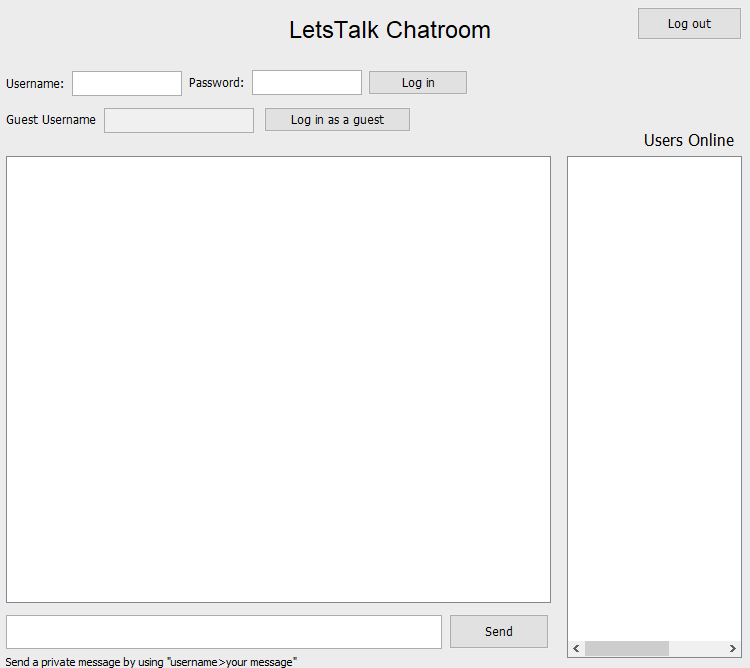 LetsTalk Chatroom
Log out
Username:
Password:
Log in
Guest Username
Log in as a guest
Users Online
Send
Send a private message by using "username>your message"